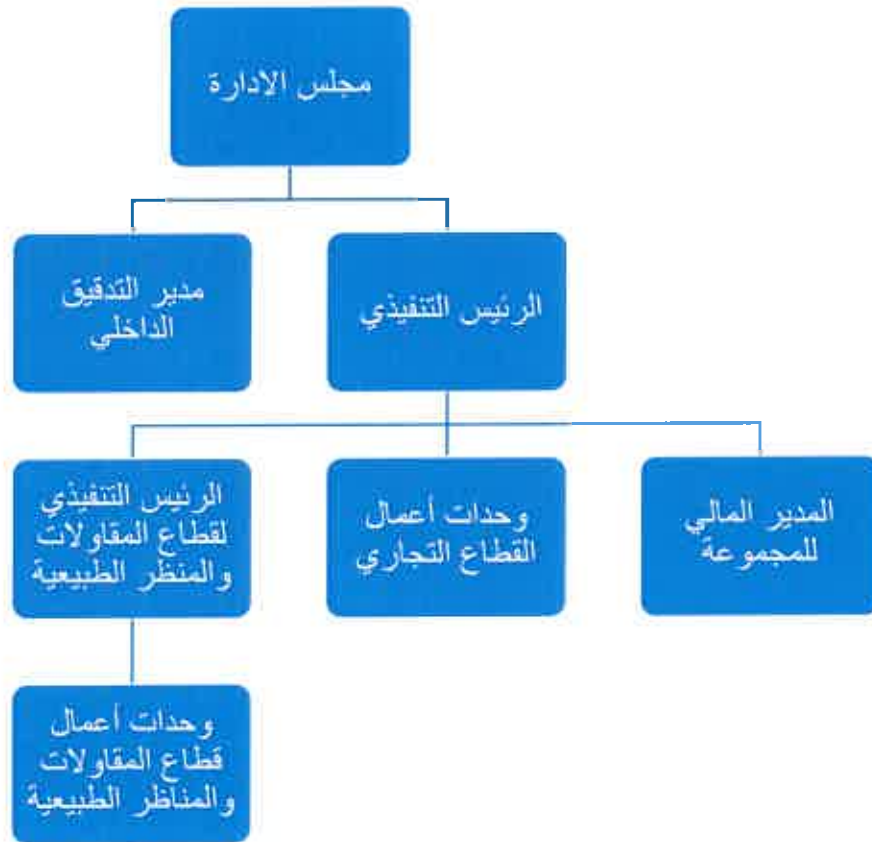 مجلس الادارة
الرئيس التنفيذي
مدير التدقيق
الداخلي
المدير المالي
للمجموعة
وحدات أعمال
القطاع التجاري
الرئيس التنفيذي
لقطاع المقاولات
والمنظر الطبيعية
وحدات أعمال
قطاع المقاولات
والمناظر الطبيعية